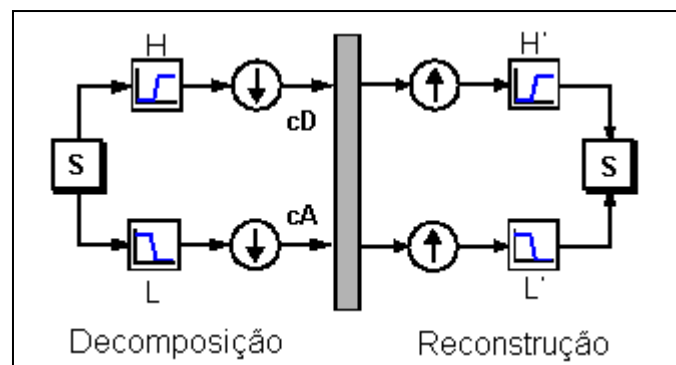 H
H'
cD
S
S
cA
L
L'
Decomposição
Reconstrução